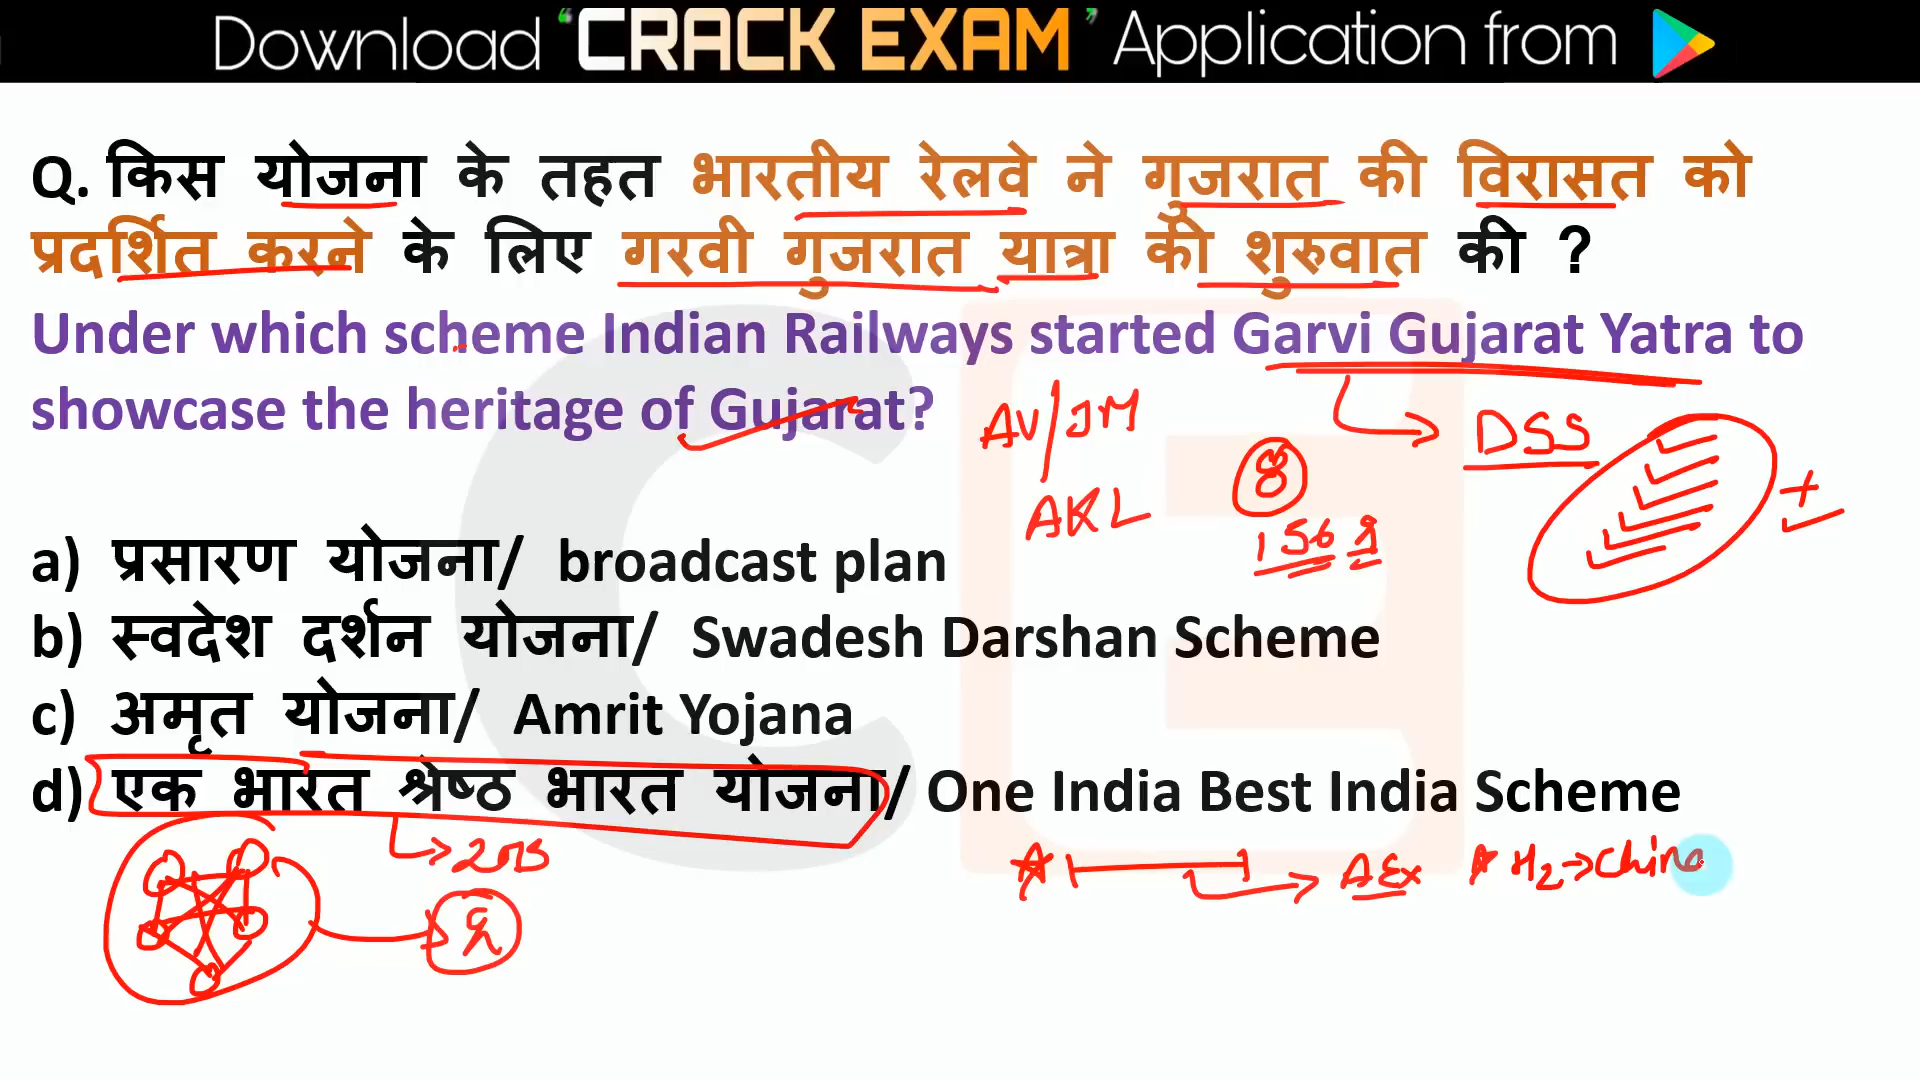 Download “CRACK EXAM” Application from
Q. किस योजना के तहत भारतीय रेलवे ने गुजरात की विरासत को
प्रदर्शित करने के लिए गरवी गुजरात यात्रा की शुरुवात की ?
Under which scheme Indian Railways started Garvi Gujarat Yatra to
showcase the heritage of Gujarat?
AV/JM
AKL
8
156
DSS
+
a) प्रसारण योजना/ broadcast plan
b) स्वदेश दर्शन योजना/ Swadesh Darshan Scheme
c) अमृत योजना/ Amrit Yojana
d) एक भारत श्रेष्ठ भारत योजना/ One India Best India Scheme
2015
A
AEx
H2→China